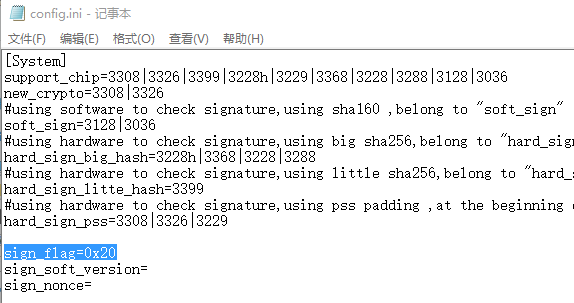 config.ini - 记事本
文件(F) 编辑(E) 格式(O) 查看(V) 帮助(H)
[System]
support_chip=3308|3326|3399|3228h|3229|3368|3228|3288|3128|3036
new_crypto=3308|3326
#using software to check signature,using sha160 ,belong to "soft_sign"
soft_sign=3128|3036
#using hardware to check signature,using big sha256,belong to "hard_sign
hard_sign_big_hash=3228h|3368|3228|3288
#using hardware to check signature,using little sha256,belong to "hard_s
hard_sign_litte_hash=3399
#using hardware to check signature,using pss padding ,at the beginning
hard_sign_pss=3308|3326|3229
sign_flag=0x20
sign_soft_version=
sign_nonce=